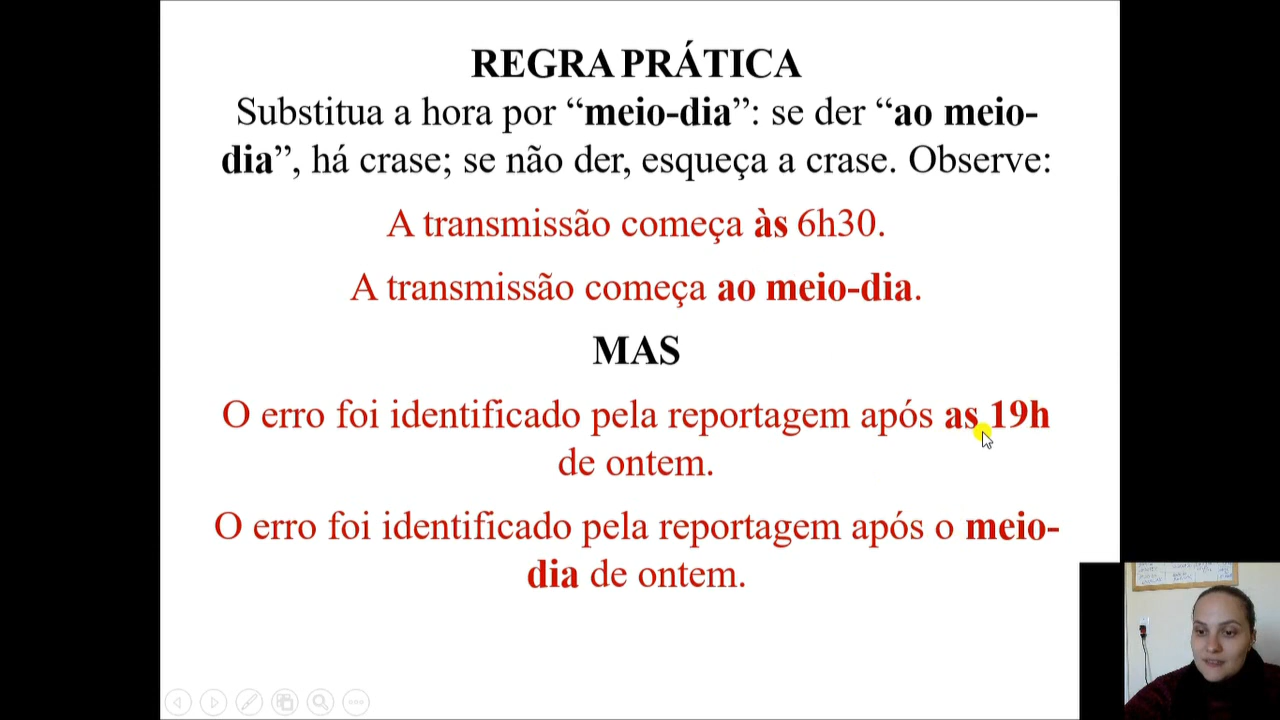 REGRA PRÁTICA
Substitua a hora por “meio-dia”: se der “ao meio-
dia”, há crase; se não der, esqueça a crase. Observe:
A transmissão começa às 6h30.
A transmissão começa ao meio-dia.
MAS
O erro foi identificado pela reportagem após as 19h
de ontem.
O erro foi identificado pela reportagem após o meio-
dia de ontem.